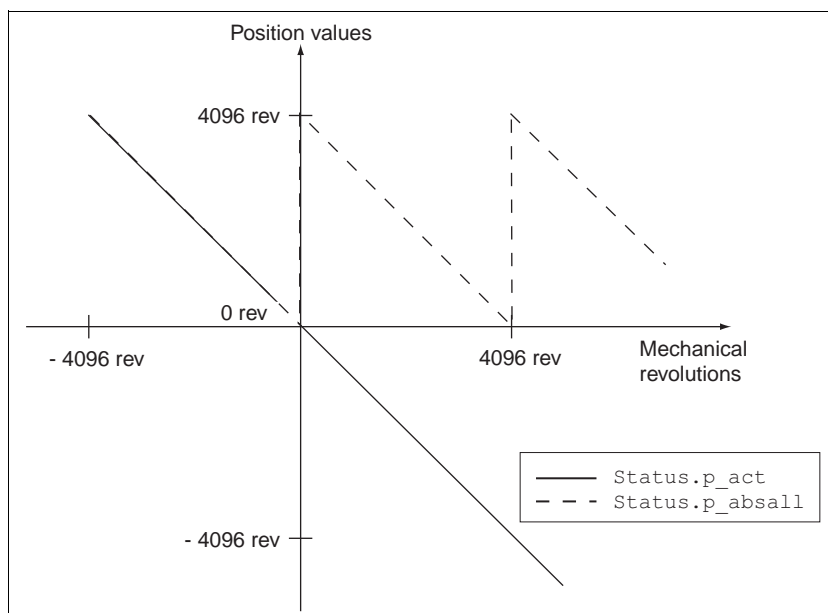 Position values
4096 rev
0 rev
- 4096 rev
4096 rev
Mechanical
revolutions
Status.p_act
Status.p_absall
- 4096 rev